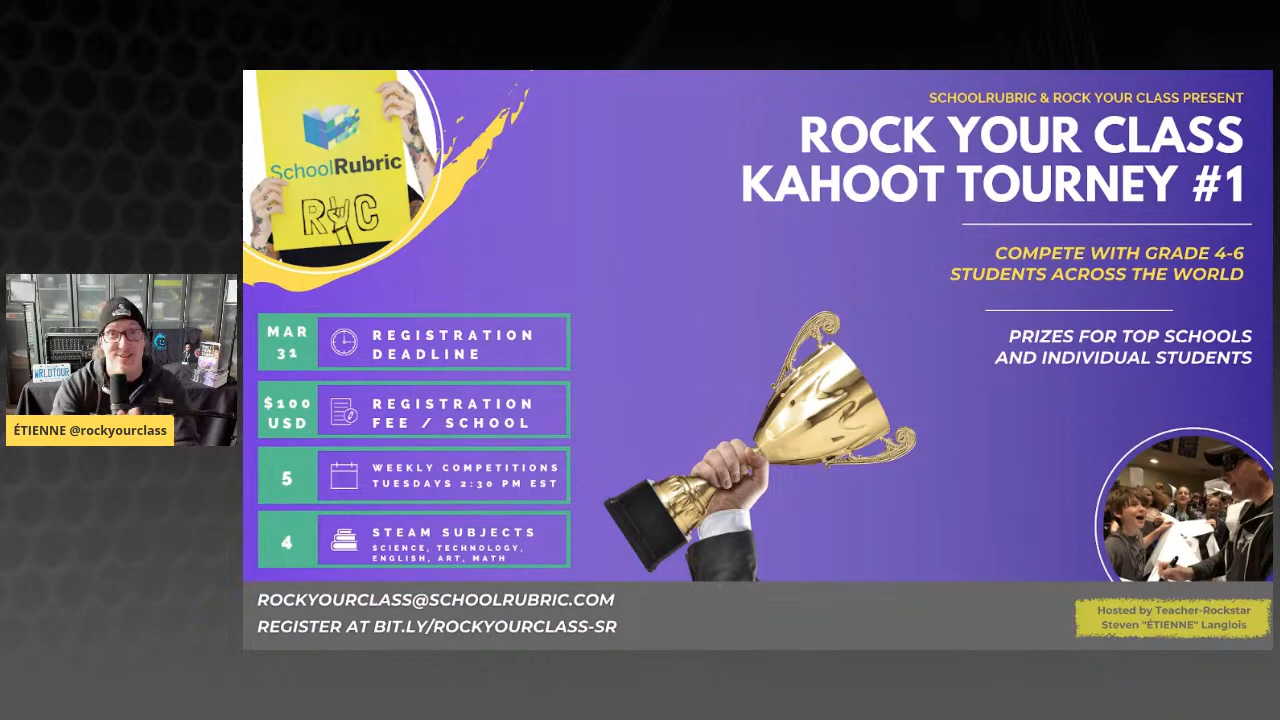 SchoolRubric
RYC
SCHOOLRUBRIC & ROCK YOUR CLASS PRESENT
ROCK YOUR CLASS
KAHOOT TOURNEY #1
COMPETE WITH GRADE 4-6
STUDENTS ACROSS THE WORLD
PRIZES FOR TOP SCHOOLS
AND INDIVIDUAL STUDENTS
MAR
31
REGISTRATION
DEADLINE
$100
USD
REGISTRATION
FEE / SCHOOL
5
WEEKLY COMPETITIONS
TUESDAYS 2:30 PM EST
4
STEAM SUBJECTS
SCIENCE, TECHNOLOGY,
ENGLISH, ART, MATH
WRLDTOUR
ÉTIENNE @rockyourclass
ROCKYOURCLASS@SCHOOLRUBRIC.COM
REGISTER AT BIT.LY/ROCKYOURCLASS-SR
Hosted by Teacher-Rockstar
Steven "ÉTIENNE" Langlois